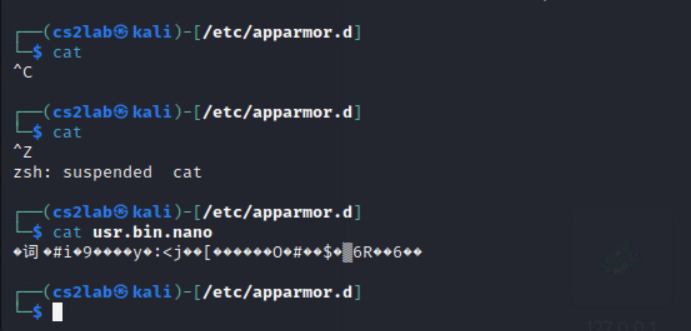 ┌──(cs2lab㉿kali)-[/etc/apparmor.d]
└─$ cat
^C
┌──(cs2lab㉿kali)-[/etc/apparmor.d]
└─$ cat
^Z
zsh: suspended  cat
┌──(cs2lab㉿kali)-[/etc/apparmor.d]
└─$ cat usr.bin.nano
�词�#i�9����y�:<j��[������O�#��$�▒6R��6��
┌──(cs2lab㉿kali)-[/etc/apparmor.d]
└─$